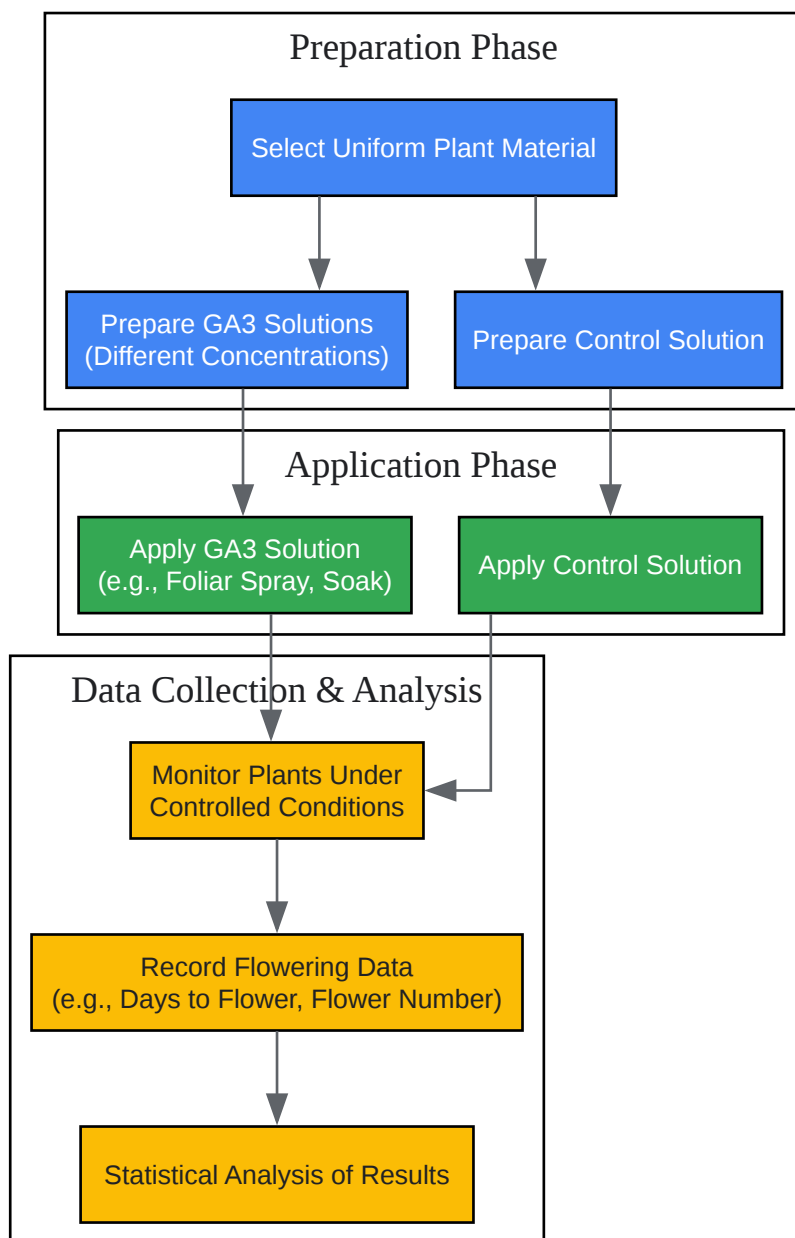 Preparation Phase
Select Uniform Plant Material
Prepare GA3 Solutions
(Different Concentrations)
Prepare Control Solution
Application Phase
Apply GA3 Solution
(e.g., Foliar Spray, Soak)
Apply Control Solution
Data Collection & Analysis
Monitor Plants Under
Controlled Conditions
Record Flowering Data
(e.g., Days to Flower, Flower Number)
Statistical Analysis of Results